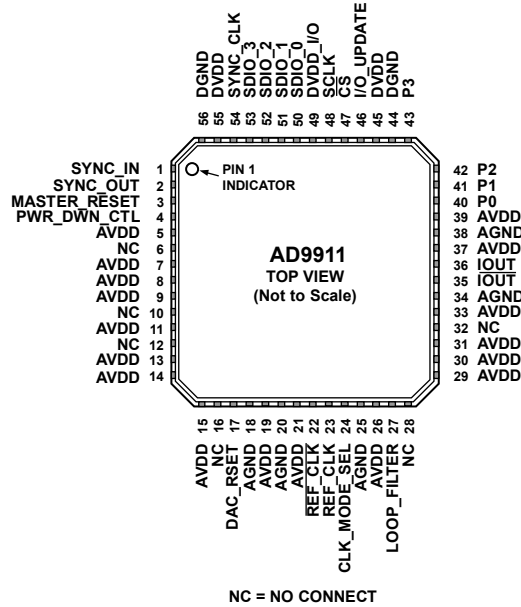 DGND
DVDD
SYNC_CLK
SDIO_3
SDIO_2
SDIO_1
SDIO_0
DVDD_I/O
SCLK
C̅S̅
I/O_UPDATE
DVDD
DGND
P3
56 55 54 53 52 51 50 49 48 47 46 45 44 43
SYNC_IN 1
SYNC_OUT 2
MASTER_RESET 3
PWR_DWN_CTL 4
AVDD 5
NC 6
AVDD 7
AVDD 8
AVDD 9
NC 10
AVDD 11
NC 12
AVDD 13
AVDD 14
PIN 1
INDICATOR
AD9911
TOP VIEW
(Not to Scale)
42 P2
41 P1
40 P0
39 AVDD
38 AGND
37 AVDD
36 IOUT
35 I̅O̅U̅T̅
34 AGND
33 AVDD
32 NC
31 AVDD
30 AVDD
29 AVDD
15 16 17 18 19 20 21 22 23 24 25 26 27 28
AVDD
NC
DAC_RSET
AGND
AVDD
AGND
AVDD
R̅E̅F̅_̅C̅L̅K̅
REF_CLK
CLK_MODE_SEL
AGND
AVDD
LOOP_FILTER
NC
NC = NO CONNECT